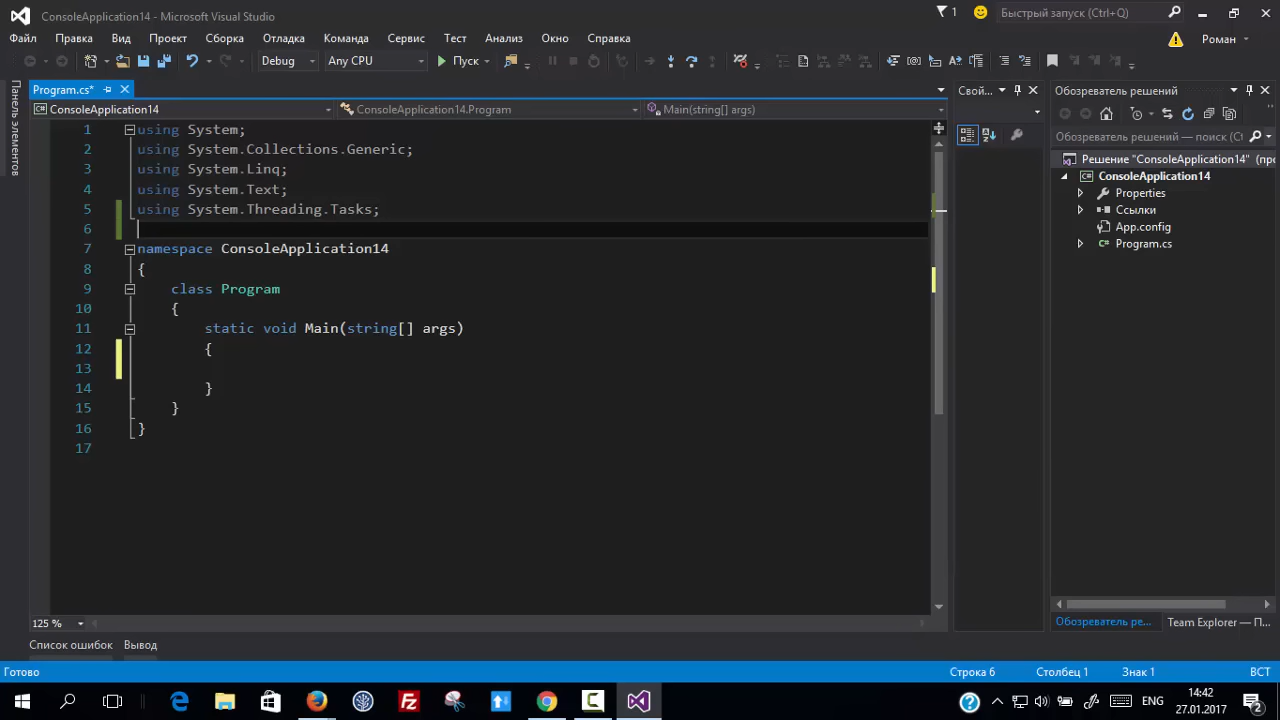 ConsoleApplication14 - Microsoft Visual Studio
1
Быстрый запуск (Ctrl+Q)
Файл Правка Вид Проект Сборка Отладка Команда Сервис Тест Анализ Окно Справка
Роман
Debug Any CPU Пуск
Панель элементов
Program.cs*
Свой...
Обозреватель решений
ConsoleApplication14 ConsoleApplication14.Program Main(string[] args)
Обозреватель решений — поиск (Ctrl
Решение "ConsoleApplication14" (про
ConsoleApplication14
Properties
Ссылки
App.config
Program.cs
1 using System;
2 using System.Collections.Generic;
3 using System.Linq;
4 using System.Text;
5 using System.Threading.Tasks;
6
7 namespace ConsoleApplication14
8 {
9 class Program
10 {
11 static void Main(string[] args)
12 {
13
14 }
15 }
16 }
17
125 %
Обозреватель ре... Team Explorer — П...
Список ошибок Вывод
Готово Строка 6 Столбец 1 Знак 1 ВСТ
ENG
14:42
27.01.2017
2